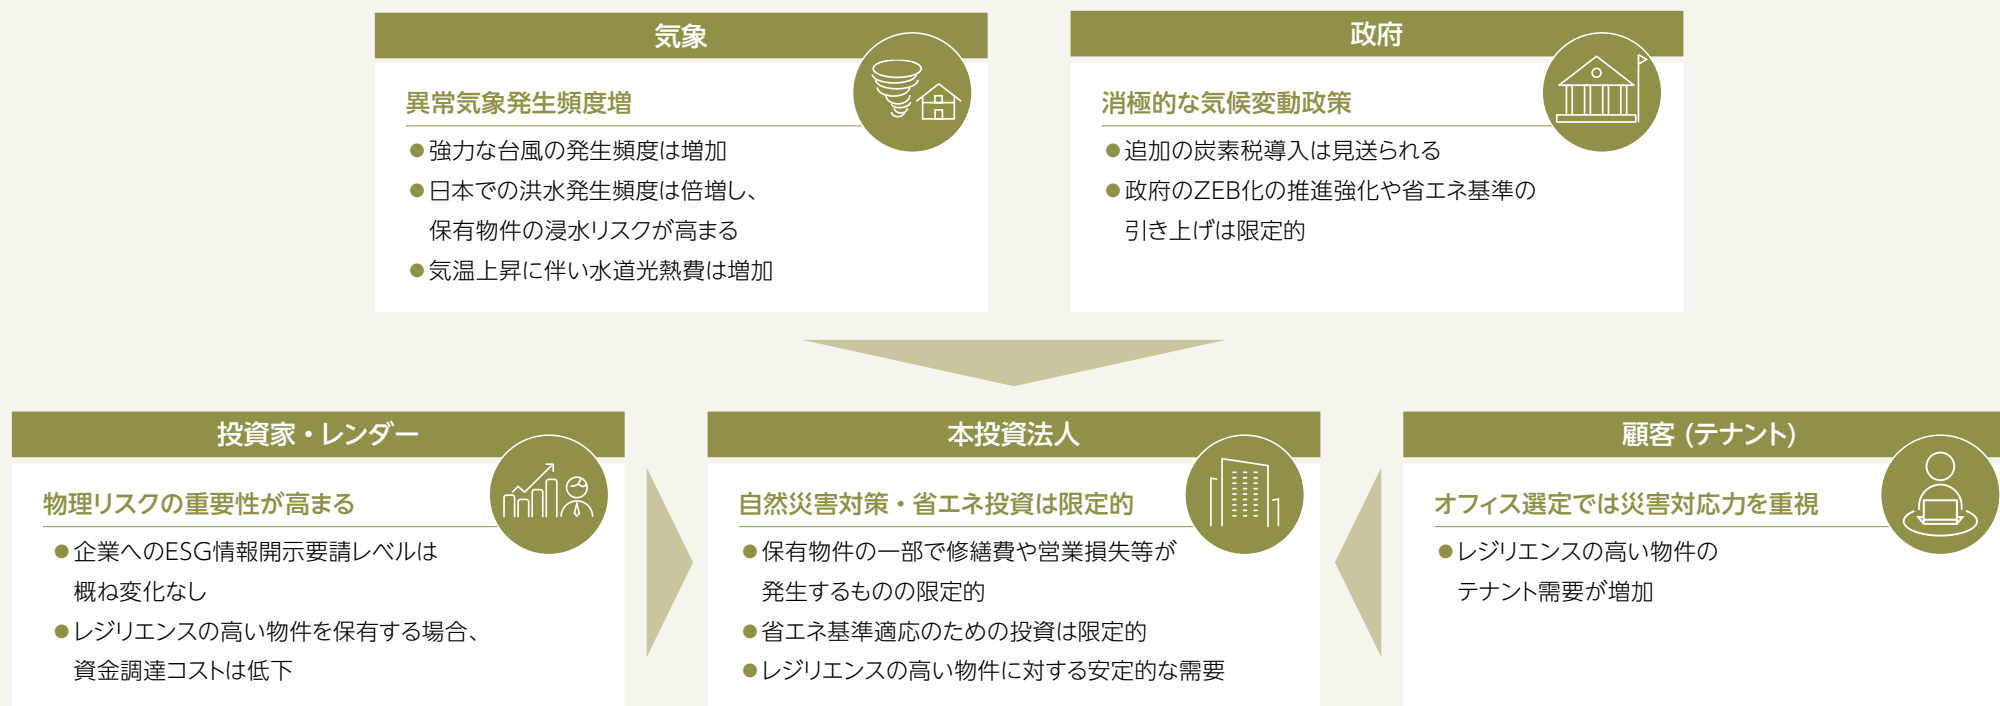 気象
異常気象発生頻度増
●強力な台風の発生頻度は増加
●日本での洪水発生頻度は倍増し、
保有物件の浸水リスクが高まる
●気温上昇に伴い水道光熱費は増加
政府
消極的な気候変動政策
●追加の炭素税導入は見送られる
●政府のZEB化の推進強化や省エネ基準の
引き上げは限定的
投資家・レンダー
物理リスクの重要性が高まる
●企業へのESG情報開示要請レベルは
概ね変化なし
●レジリエンスの高い物件を保有する場合、
資金調達コストは低下
本投資法人
自然災害対策・省エネ投資は限定的
●保有物件の一部で修繕費や営業損失等が
発生するものの限定的
●省エネ基準適応のための投資は限定的
●レジリエンスの高い物件に対する安定的な需要
顧客 (テナント)
オフィス選定では災害対応力を重視
●レジリエンスの高い物件の
テナント需要が増加